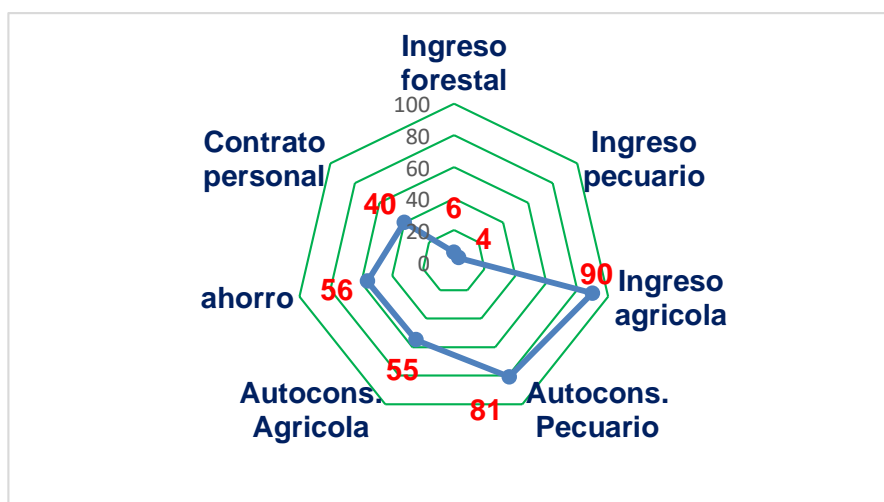 Ingreso
forestal
100
80
60
40
20
0
Contrato
personal
Ingreso
pecuario
40
6
4
90
Ingreso
agricola
ahorro
56
55
81
Autocons.
Agricola
Autocons.
Pecuario